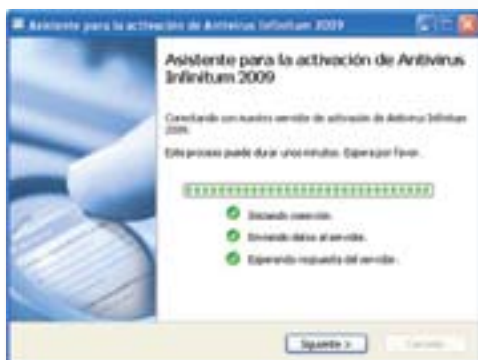 Asistente para la activación de Antivirus Infinitum 2009
Asistente para la activación de Antivirus
Infinitum 2009
Conectando con nuestro servidor de activación de Antivirus Infinitum
2009.
Este proceso puede durar unos minutos. Espera por favor.
Iniciando conexión.
Enviando datos al servidor.
Esperando respuesta del servidor.
Siguiente >
Cancelar